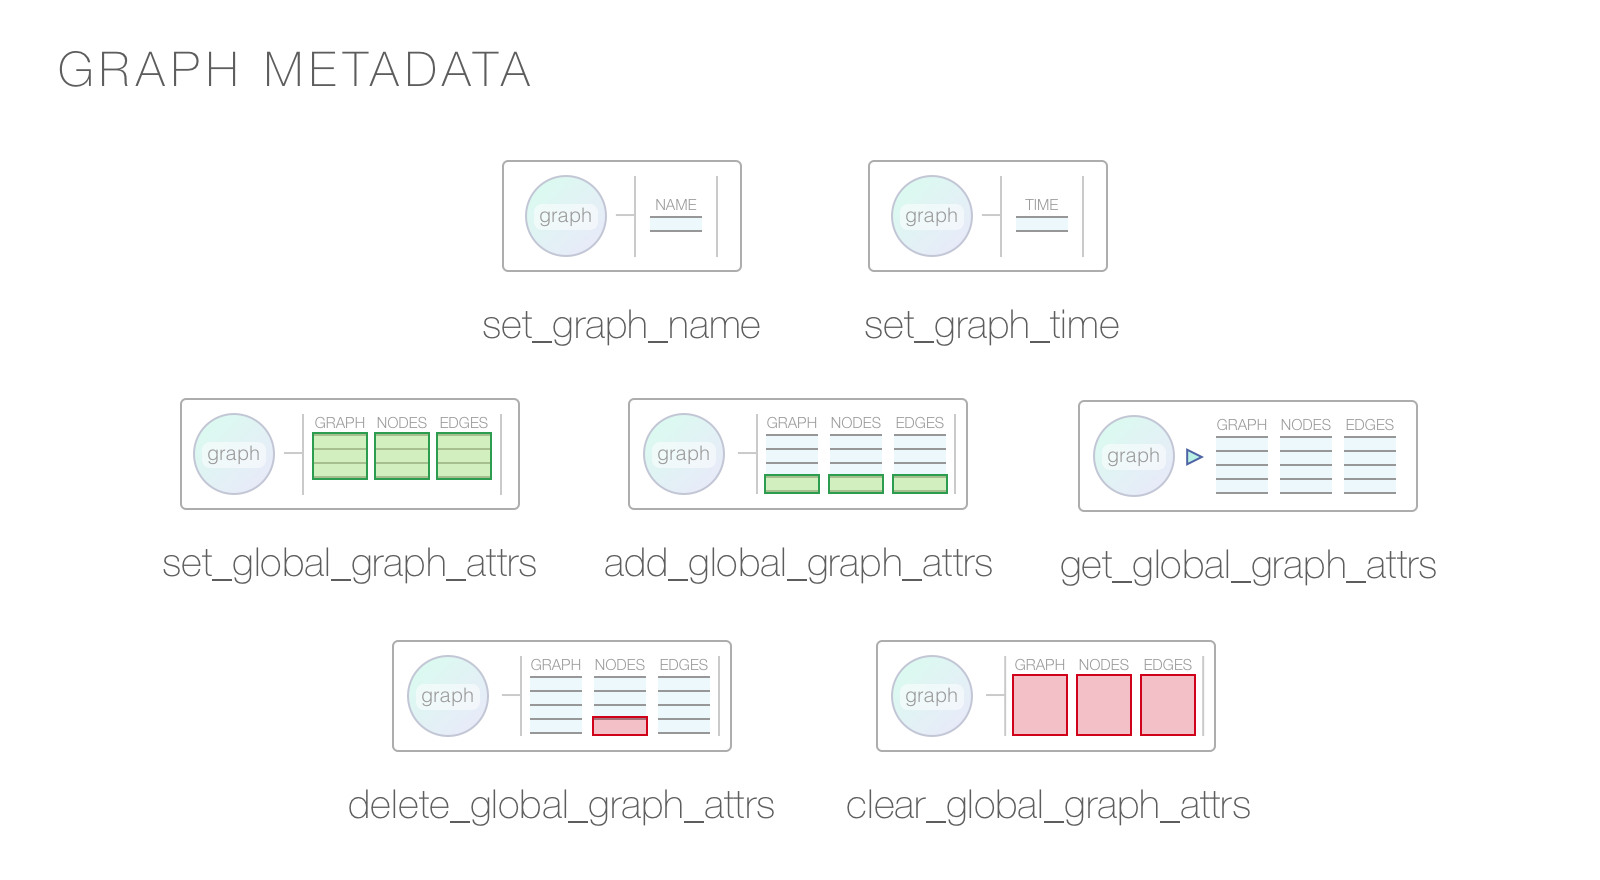 GRAPH METADATA
graph NAME
graph TIME
set_graph_name
set_graph_time
graph GRAPH NODES EDGES
graph GRAPH NODES EDGES
graph GRAPH NODES EDGES
set_global_graph_attrs
add_global_graph_attrs
get_global_graph_attrs
graph GRAPH NODES EDGES
graph GRAPH NODES EDGES
delete_global_graph_attrs
clear_global_graph_attrs